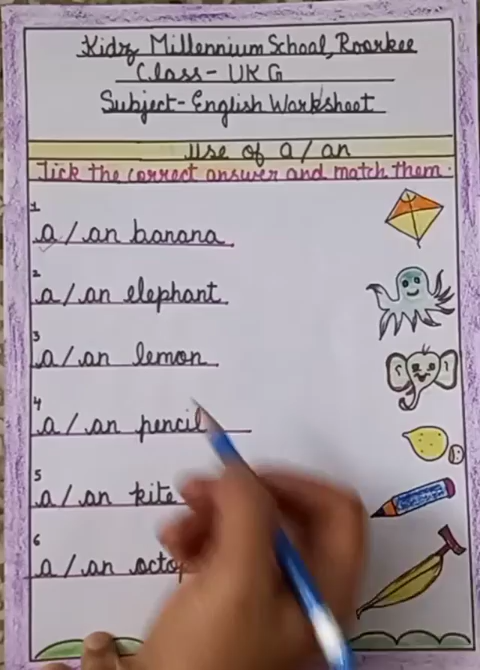 Kidz Millennium School, Roorkee
Class- UKG
Subject-English Worksheet
Use of a/an
Tick the correct answer and match them.
1
a / an banana.
2
a / an elephant.
3
a / an lemon.
4
a / an pencil
5
a / an kite
6
a / an octop